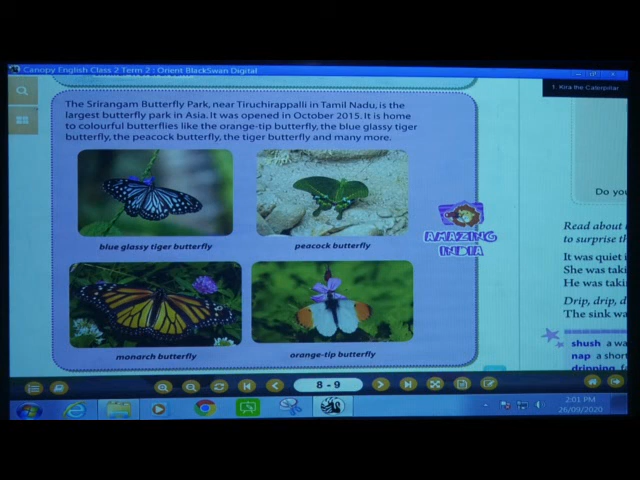 Canopy English Class 2 Term 2 : Orient BlackSwan Digital
1. Kira the Caterpillar
The Srirangam Butterfly Park, near Tiruchirappalli in Tamil Nadu, is the
largest butterfly park in Asia. It was opened in October 2015. It is home
to colourful butterflies like the orange-tip butterfly, the blue glassy tiger
butterfly, the peacock butterfly, the tiger butterfly and many more.
blue glassy tiger butterfly
peacock butterfly
monarch butterfly
orange-tip butterfly
AMAZING
INDIA
Do you
Read about
to surprise th
It was quiet
She was taki
He was takin
Drip, drip, d
The sink wa
shush a wa
nap a short
dripping
8 - 9
2:01 PM
26/09/2020